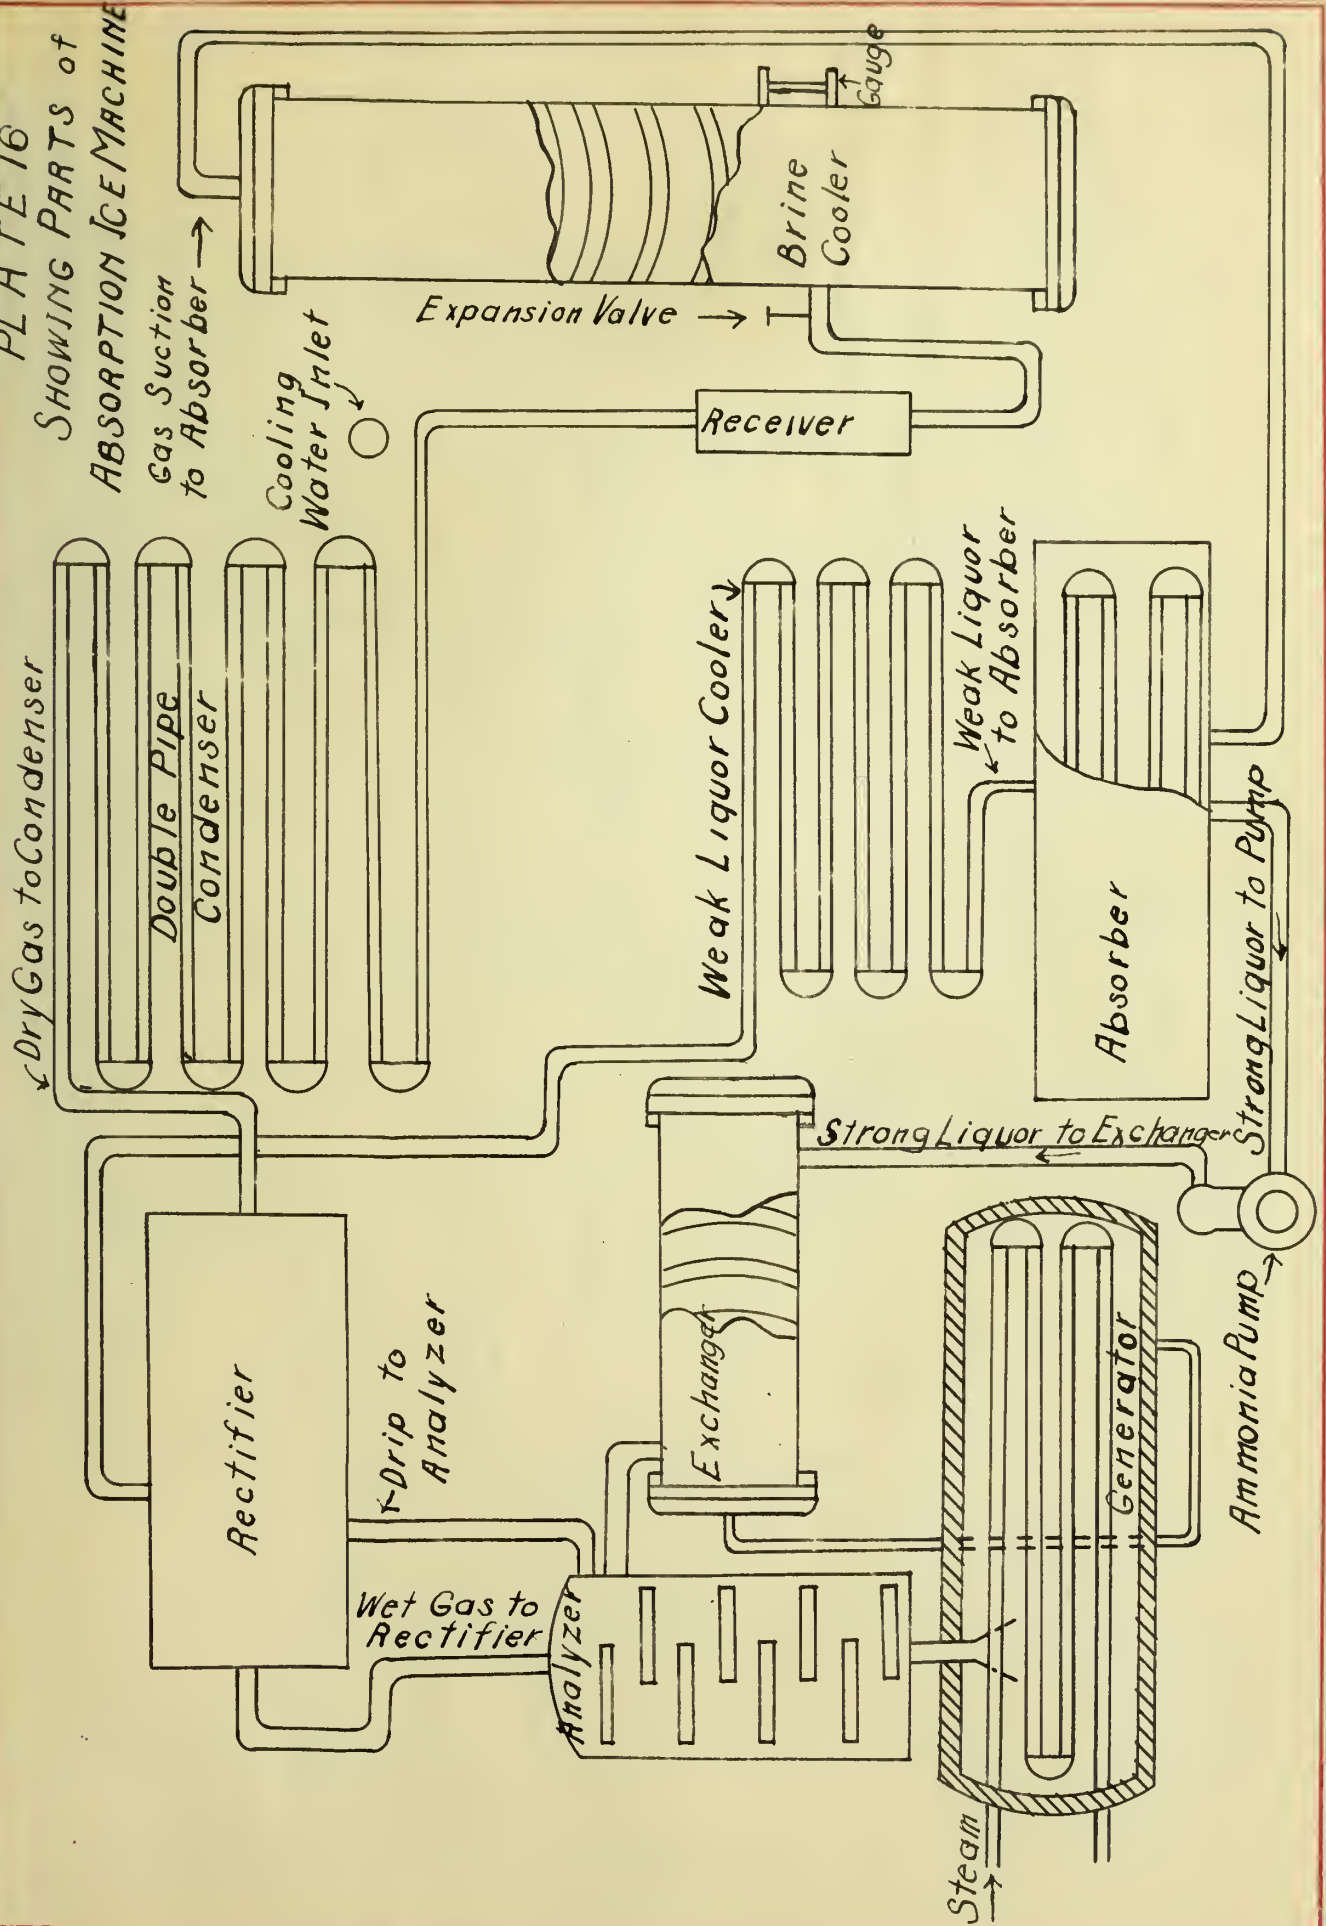 PLATE 16
SHOWING PARTS of
ABSORPTION ICE MACHINE
Gas Suction
to Absorber
Cooling
Water Inlet
Gauge
Brine
Cooler
Expansion Valve
Receiver
Dry Gas to Condenser
Double Pipe
Condenser
Weak Liquor Cooler
Weak Liquor
to Absorber
Absorber
Strong Liquor to Pump
Strong Liquor to Exchanger
Rectifier
Drip to
Analyzer
Exchanger
Wet Gas to
Rectifier
Analyzer
Generator
Ammonia Pump
Steam